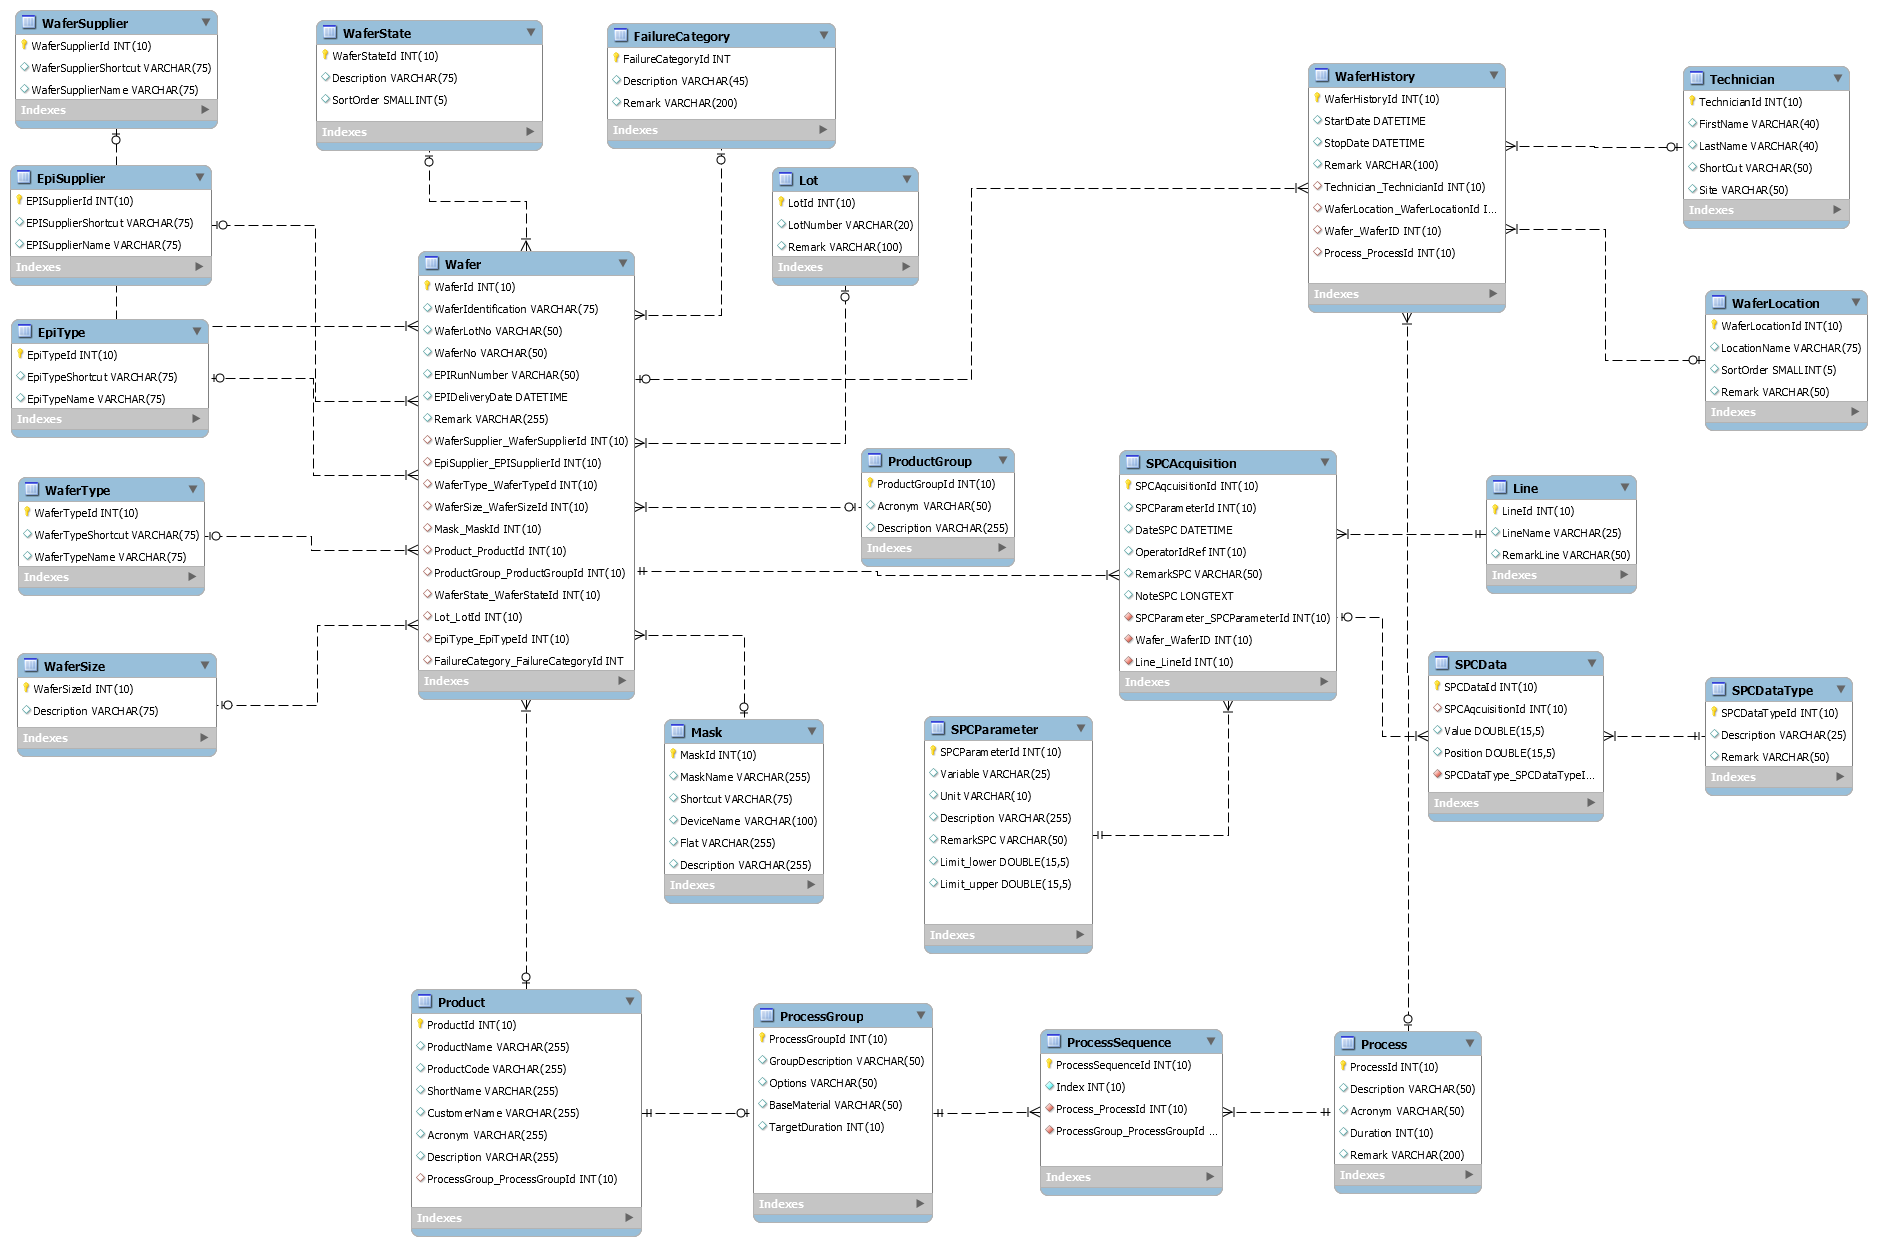 WaferSupplier
WaferSupplierId INT(10)
WaferSupplierShortcut VARCHAR(75)
WaferSupplierName VARCHAR(75)
Indexes
WaferState
WaferStateId INT(10)
Description VARCHAR(75)
SortOrder SMALLINT(5)
Indexes
FailureCategory
FailureCategoryId INT
Description VARCHAR(45)
Remark VARCHAR(200)
Indexes
WaferHistory
WaferHistoryId INT(10)
StartDate DATETIME
StopDate DATETIME
Remark VARCHAR(100)
Technician_TechnicianId INT(10)
WaferLocation_WaferLocationId I...
Wafer_WaferID INT(10)
Process_ProcessId INT(10)
Indexes
Technician
TechnicianId INT(10)
FirstName VARCHAR(40)
LastName VARCHAR(40)
ShortCut VARCHAR(50)
Site VARCHAR(50)
Indexes
EpiSupplier
EPISupplierId INT(10)
EPISupplierShortcut VARCHAR(75)
EPISupplierName VARCHAR(75)
Indexes
Lot
LotId INT(10)
LotNumber VARCHAR(20)
Remark VARCHAR(100)
Indexes
Wafer
WaferId INT(10)
WaferIdentification VARCHAR(75)
WaferLotNo VARCHAR(50)
WaferNo VARCHAR(50)
EPIRunNumber VARCHAR(50)
EPIDeliveryDate DATETIME
Remark VARCHAR(255)
WaferSupplier_WaferSupplierId INT(10)
EpiSupplier_EPISupplierId INT(10)
WaferType_WaferTypeId INT(10)
WaferSize_WaferSizeId INT(10)
Mask_MaskId INT(10)
Product_ProductId INT(10)
ProductGroup_ProductGroupId INT(10)
WaferState_WaferStateId INT(10)
Lot_LotId INT(10)
EpiType_EpiTypeId INT(10)
FailureCategory_FailureCategoryId INT
Indexes
WaferLocation
WaferLocationId INT(10)
LocationName VARCHAR(75)
SortOrder SMALLINT(5)
Remark VARCHAR(50)
Indexes
EpiType
EpiTypeId INT(10)
EpiTypeShortcut VARCHAR(75)
EpiTypeName VARCHAR(75)
Indexes
ProductGroup
ProductGroupId INT(10)
Acronym VARCHAR(50)
Description VARCHAR(255)
Indexes
SPCAcquisition
SPCAqcuisitionId INT(10)
SPCParameterId INT(10)
DateSPC DATETIME
OperatorIdRef INT(10)
RemarkSPC VARCHAR(50)
NoteSPC LONGTEXT
SPCParameter_SPCParameterId INT(10)
Wafer_WaferID INT(10)
Line_LineId INT(10)
Indexes
Line
LineId INT(10)
LineName VARCHAR(25)
RemarkLine VARCHAR(50)
Indexes
WaferType
WaferTypeId INT(10)
WaferTypeShortcut VARCHAR(75)
WaferTypeName VARCHAR(75)
Indexes
WaferSize
WaferSizeId INT(10)
Description VARCHAR(75)
Indexes
SPCData
SPCDataId INT(10)
SPCAqcuisitionId INT(10)
Value DOUBLE(15,5)
Position DOUBLE(15,5)
SPCDataType_SPCDataTypeI...
Indexes
SPCDataType
SPCDataTypeId INT(10)
Description VARCHAR(25)
Remark VARCHAR(50)
Indexes
Mask
MaskId INT(10)
MaskName VARCHAR(255)
Shortcut VARCHAR(75)
DeviceName VARCHAR(100)
Flat VARCHAR(255)
Description VARCHAR(255)
Indexes
SPCParameter
SPCParameterId INT(10)
Variable VARCHAR(25)
Unit VARCHAR(10)
Description VARCHAR(255)
RemarkSPC VARCHAR(50)
Limit_lower DOUBLE(15,5)
Limit_upper DOUBLE(15,5)
Indexes
Product
ProductId INT(10)
ProductName VARCHAR(255)
ProductCode VARCHAR(255)
ShortName VARCHAR(255)
CustomerName VARCHAR(255)
Acronym VARCHAR(255)
Description VARCHAR(255)
ProcessGroup_ProcessGroupId INT(10)
Indexes
ProcessGroup
ProcessGroupId INT(10)
GroupDescription VARCHAR(50)
Options VARCHAR(50)
BaseMaterial VARCHAR(50)
TargetDuration INT(10)
Indexes
ProcessSequence
ProcessSequenceId INT(10)
Index INT(10)
Process_ProcessId INT(10)
ProcessGroup_ProcessGroupId ...
Indexes
Process
ProcessId INT(10)
Description VARCHAR(50)
Acronym VARCHAR(50)
Duration INT(10)
Remark VARCHAR(200)
Indexes